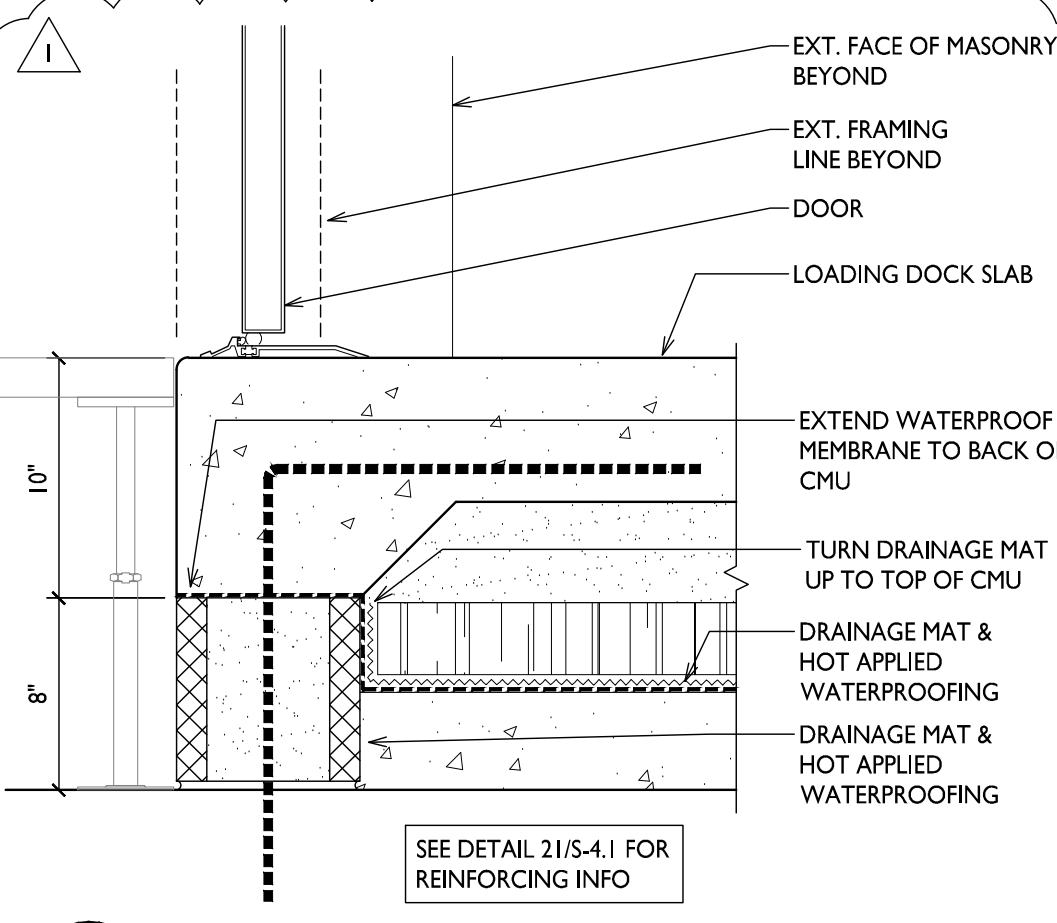 1
EXT. FACE OF MASONRY
BEYOND
EXT. FRAMING
LINE BEYOND
DOOR
LOADING DOCK SLAB
EXTEND WATERPROOF
MEMBRANE TO BACK OF
CMU
TURN DRAINAGE MAT
UP TO TOP OF CMU
DRAINAGE MAT &
HOT APPLIED
WATERPROOFING
DRAINAGE MAT &
HOT APPLIED
WATERPROOFING
10"
8"
SEE DETAIL 21/S-4.1 FOR
REINFORCING INFO